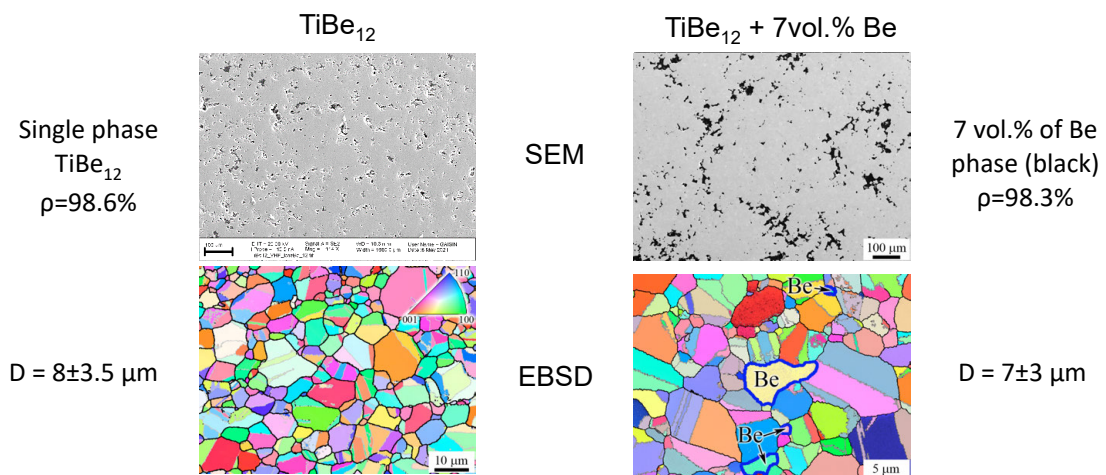 TiBe₁₂
TiBe₁₂ + 7vol.% Be
Single phase
TiBe₁₂
ρ=98.6%
SEM
7 vol.% of Be
phase (black)
ρ=98.3%
100 µm
100 μm
110
001
100
Be
Be
Be
D = 8±3.5 µm
EBSD
D = 7±3 µm
10 μm
5 μm